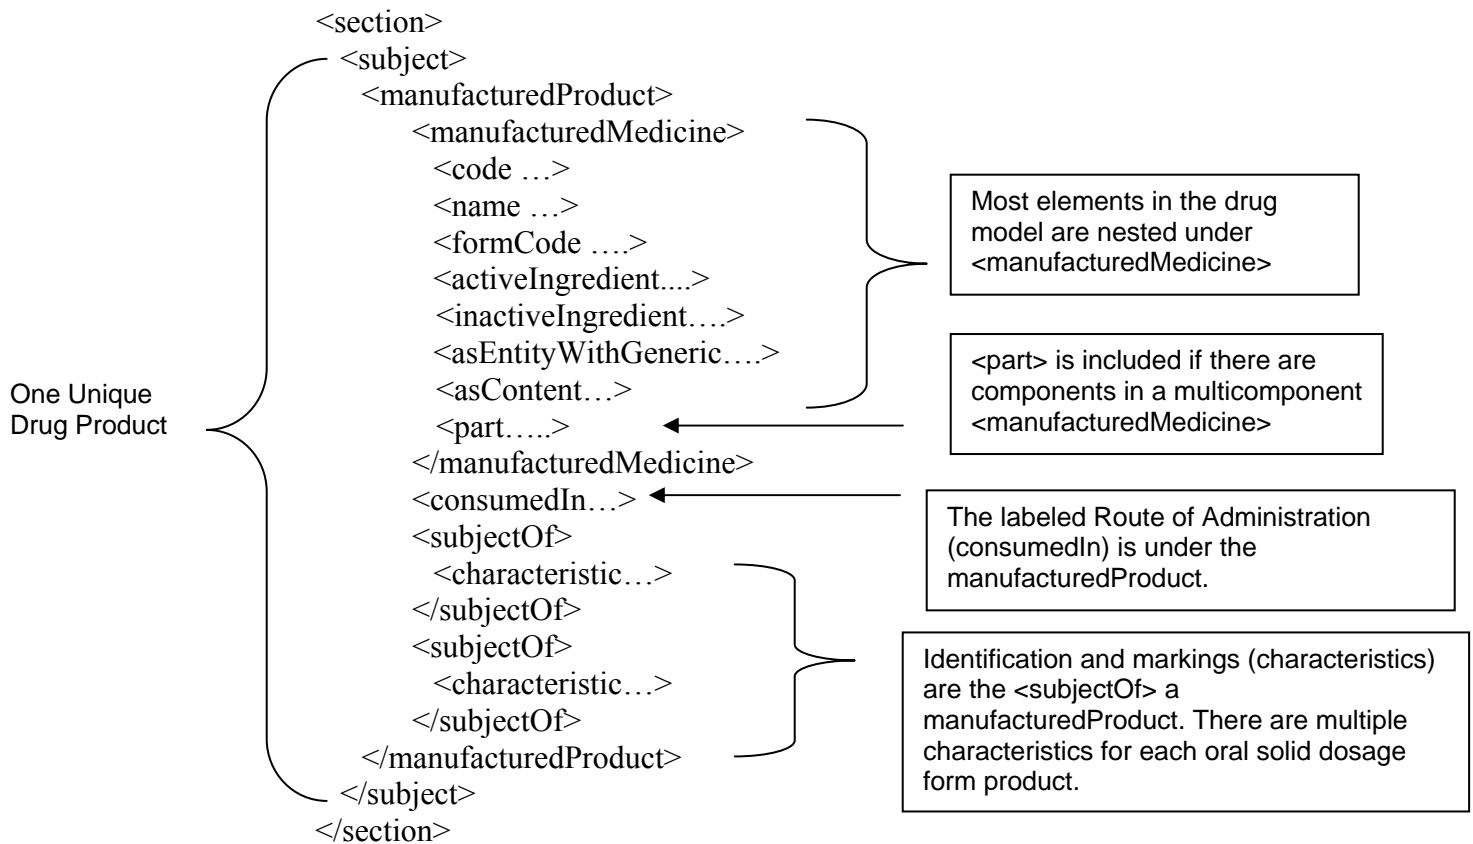 <section>
<subject>
<manufacturedProduct>
<manufacturedMedicine>
<code …>
<name …>
<formCode ….>
<activeIngredient....>
<inactiveIngredient….>
<asEntityWithGeneric….>
<asContent…>
<part…..>
</manufacturedMedicine>
<consumedIn…>
<subjectOf>
<characteristic…>
</subjectOf>
<subjectOf>
<characteristic…>
</subjectOf>
</manufacturedProduct>
</subject>
</section>
One Unique
Drug Product
Most elements in the drug
model are nested under
<manufacturedMedicine>
<part> is included if there are
components in a multicomponent
<manufacturedMedicine>
The labeled Route of Administration
(consumedIn) is under the
manufacturedProduct.
Identification and markings (characteristics)
are the <subjectOf> a
manufacturedProduct. There are multiple
characteristics for each oral solid dosage
form product.